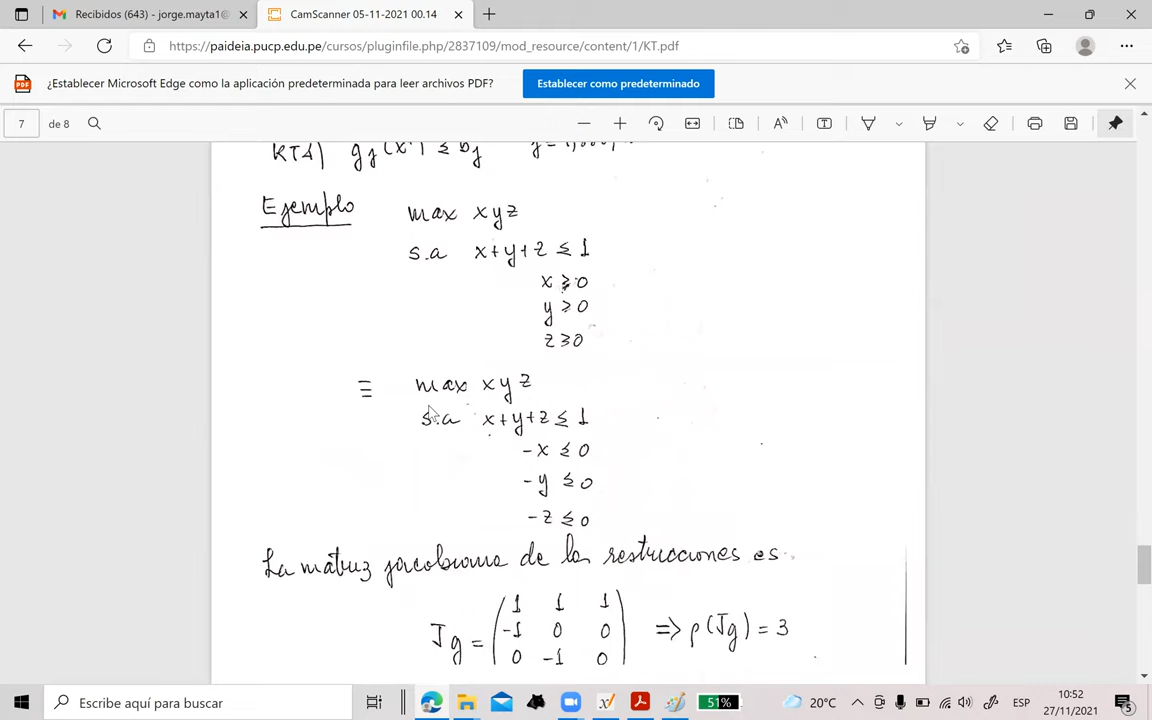 Recibidos (643) - jorge.mayta1@
CamScanner 05-11-2021 00.14
https://paideia.pucp.edu.pe/cursos/pluginfile.php/2837109/mod_resource/content/1/KT.pdf
¿Establecer Microsoft Edge como la aplicación predeterminada para leer archivos PDF?
Establecer como predeterminado
7 de 8
KT4) gj(x*) ≤ bj
Ejemplo max xyz
s.a x+y+z ≤ 1
x ≥ 0
y ≥ 0
z ≥ 0
≡ max xyz
s.a x+y+z ≤ 1
-x ≤ 0
-y ≤ 0
-z ≤ 0
La matriz jacobiana de las restricciones es
Jg = ( 1 1 1
-1 0 0 ⇒ ρ(Jg) = 3
0 -1 0
Escribe aquí para buscar
51%
20°C
ESP
10:52
27/11/2021
5